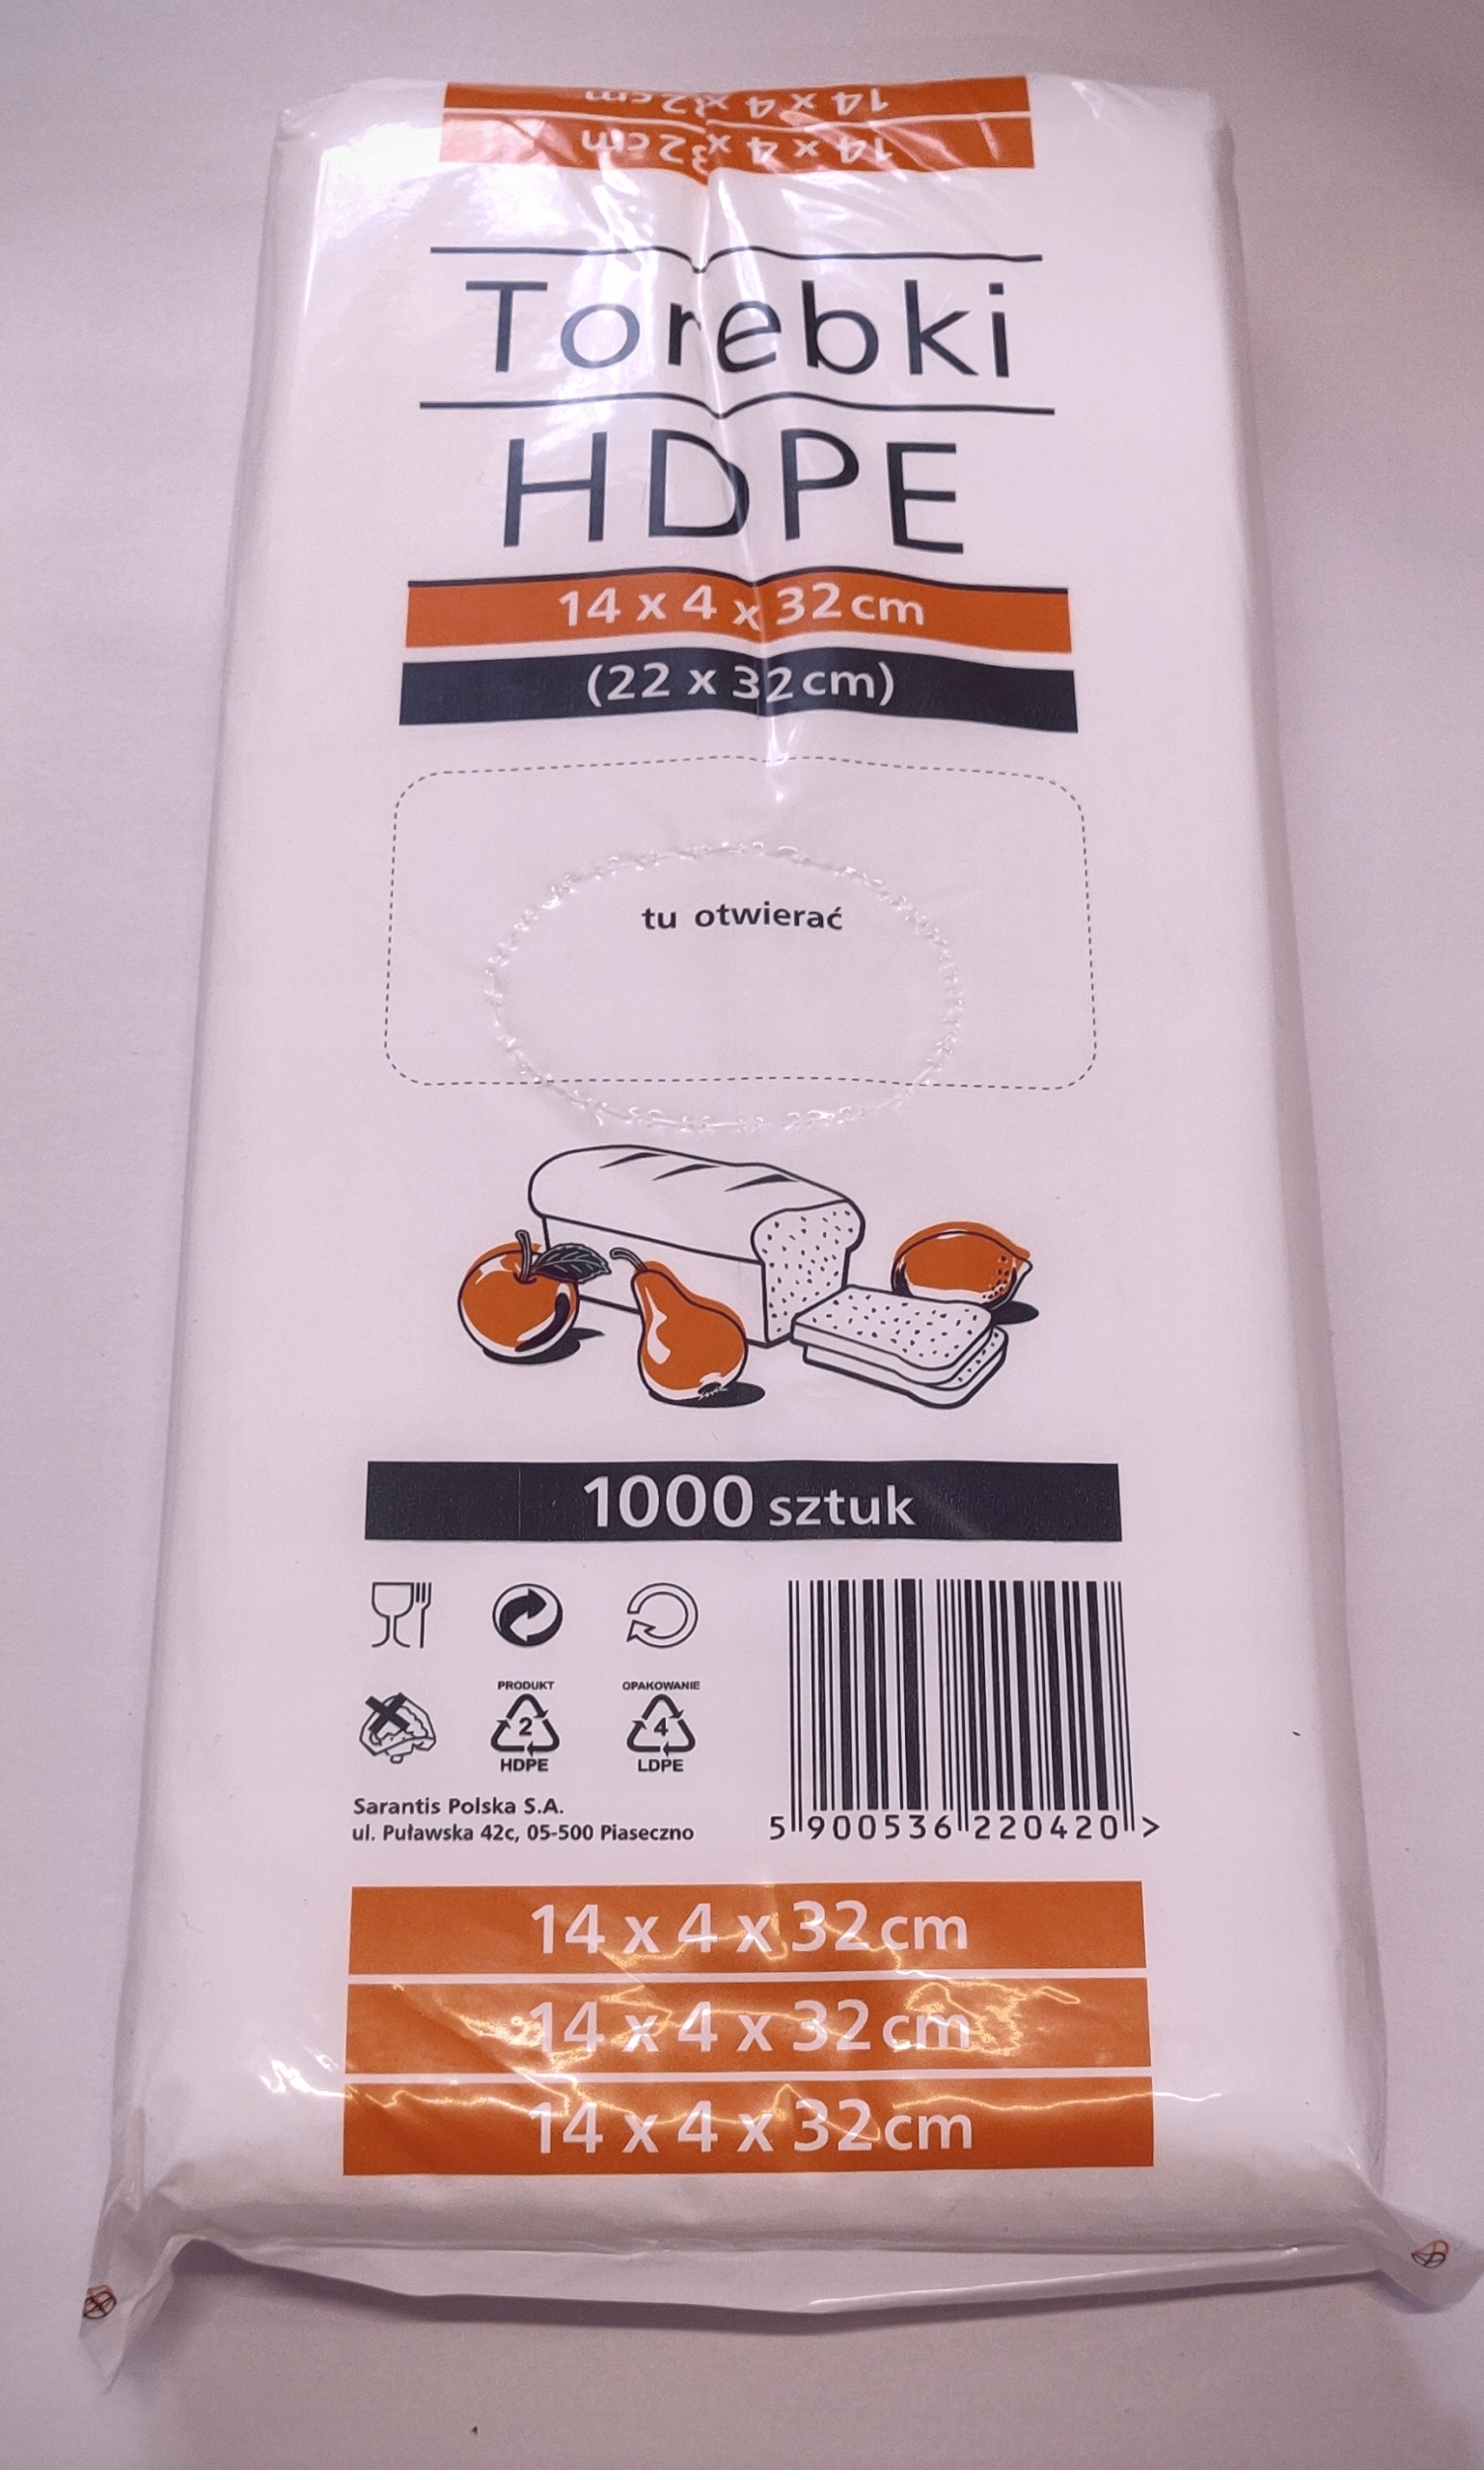 14 x 4 x 32cm
14 x 4 x 32cm
Torebki
HDPE
14 x 4 x 32cm
(22 x 32cm)
tu otwierać
1000 sztuk
PRODUKT
2
HDPE
OPAKOWANIE
4
LDPE
Sarantis Polska S.A.
ul. Puławska 42c, 05-500 Piaseczno
5 900536 220420 >
14 x 4 x 32cm
14 x 4 x 32cm
14 x 4 x 32cm